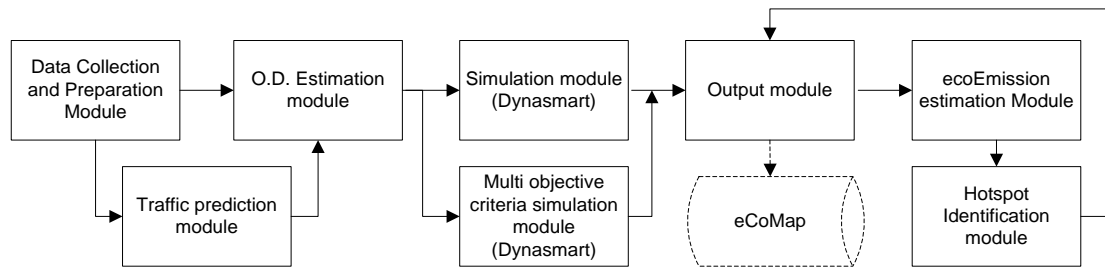 Data Collection
and Preparation
Module
O.D. Estimation
module
Simulation module
(Dynasmart)
Output module
ecoEmission
estimation Module
Traffic prediction
module
Multi objective
criteria simulation
module
(Dynasmart)
eCoMap
Hotspot
Identification
module